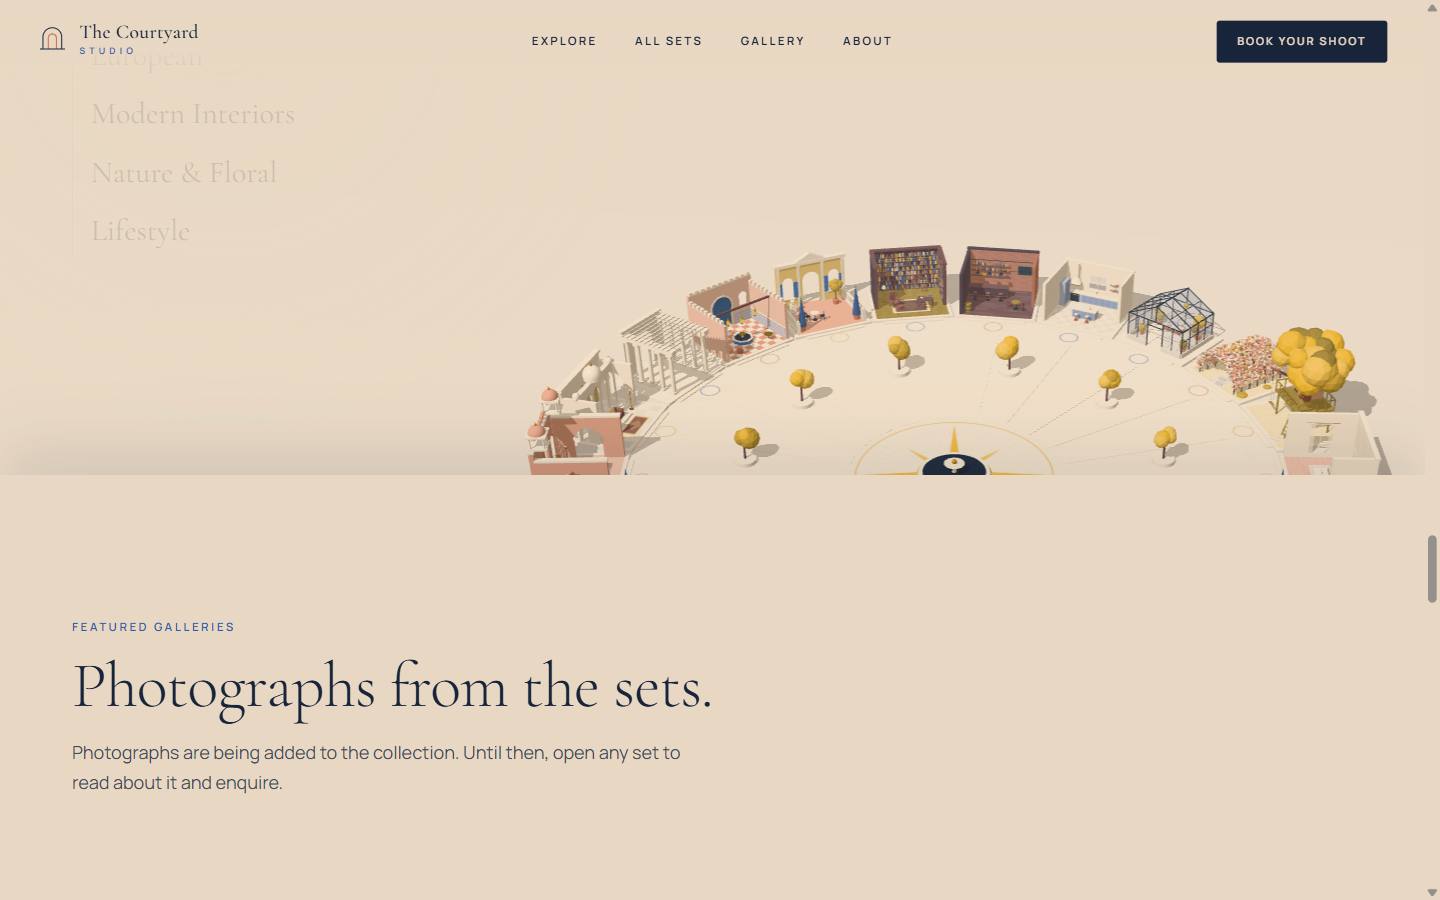 The Courtyard
STUDIO
EXPLORE
ALL SETS
GALLERY
ABOUT
BOOK YOUR SHOOT
European
Modern Interiors
Nature & Floral
Lifestyle
FEATURED GALLERIES
Photographs from the sets.
Photographs are being added to the collection. Until then, open any set to
read about it and enquire.